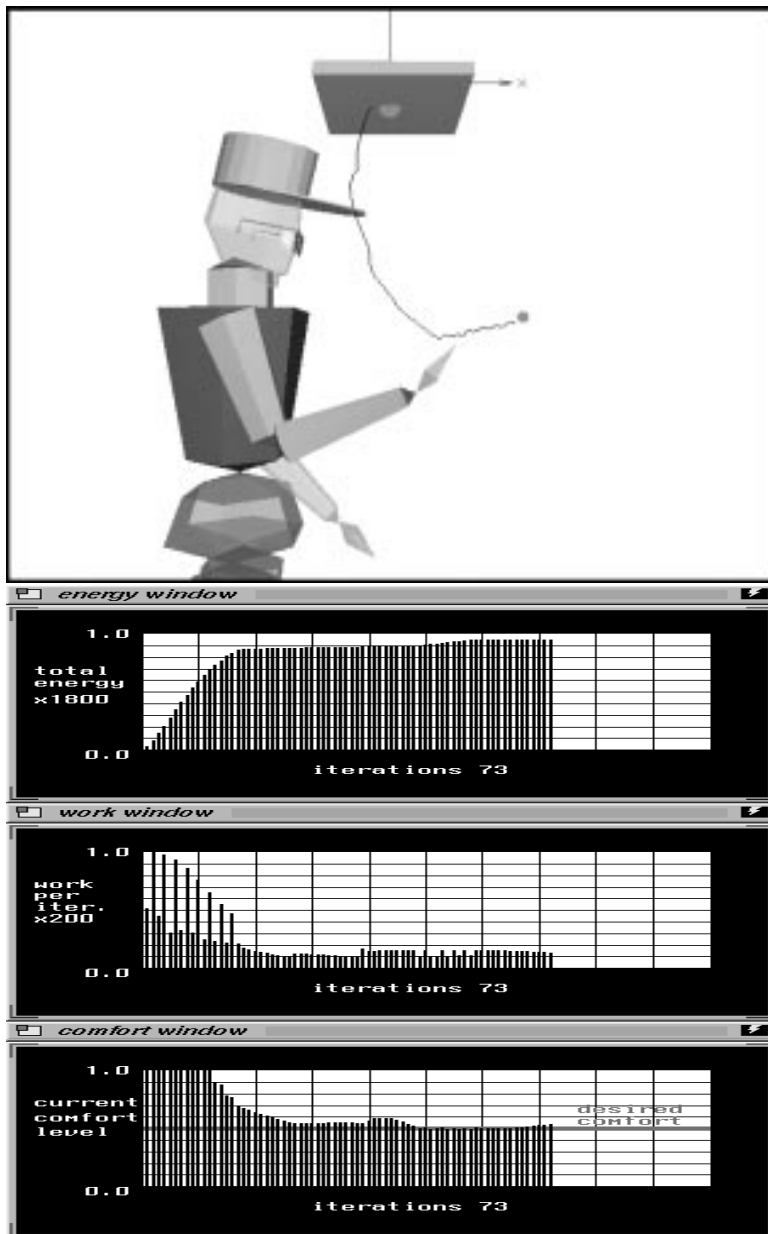 x
energy window
1.0
total
energy
x1800
0.0
iterations 73
work window
1.0
work
per
iter.
x200
0.0
iterations 73
comfort window
1.0
current
comfort
level
desired
comfort
0.0
iterations 73